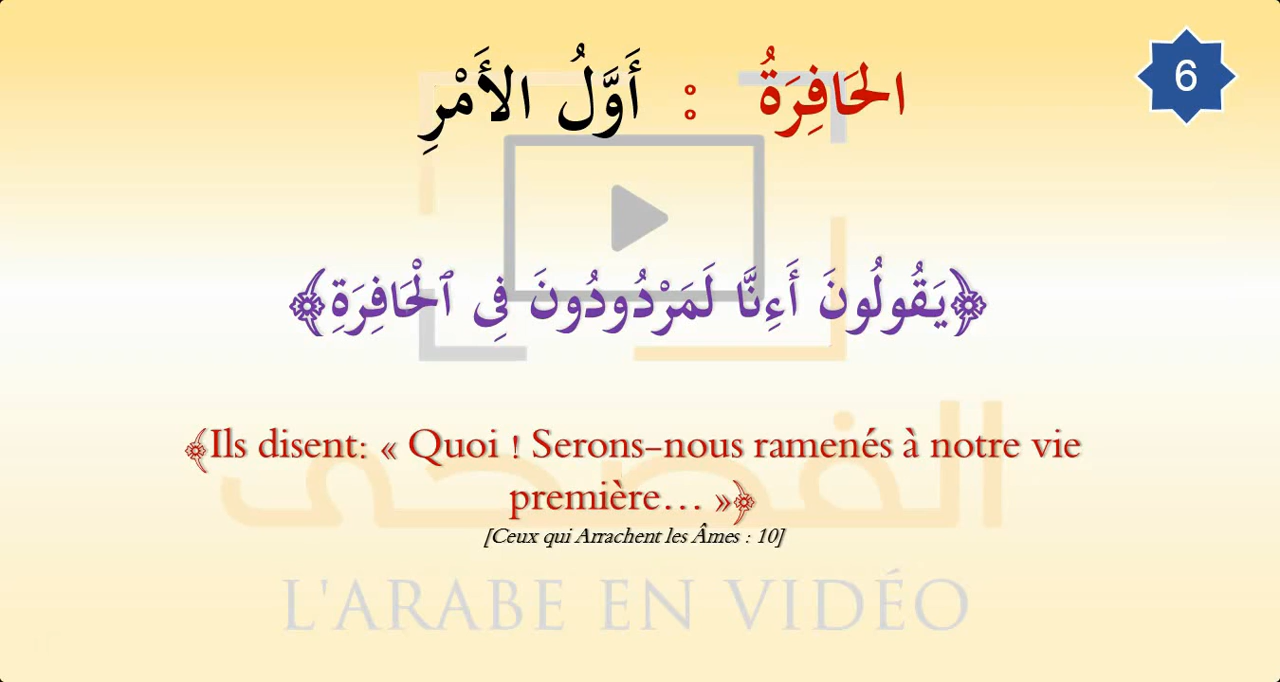 6
الحَافِرَةُ : أَوَّلُ الأَمْرِ
﴿يَقُولُونَ أَءِنَّا لَمَرْدُودُونَ فِى ٱلْحَافِرَةِ﴾
﴾Ils disent: « Quoi ! Serons-nous ramenés à notre vie
première… »﴿
[Ceux qui Arrachent les Âmes : 10]
الفصحى
L'ARABE EN VIDÉO